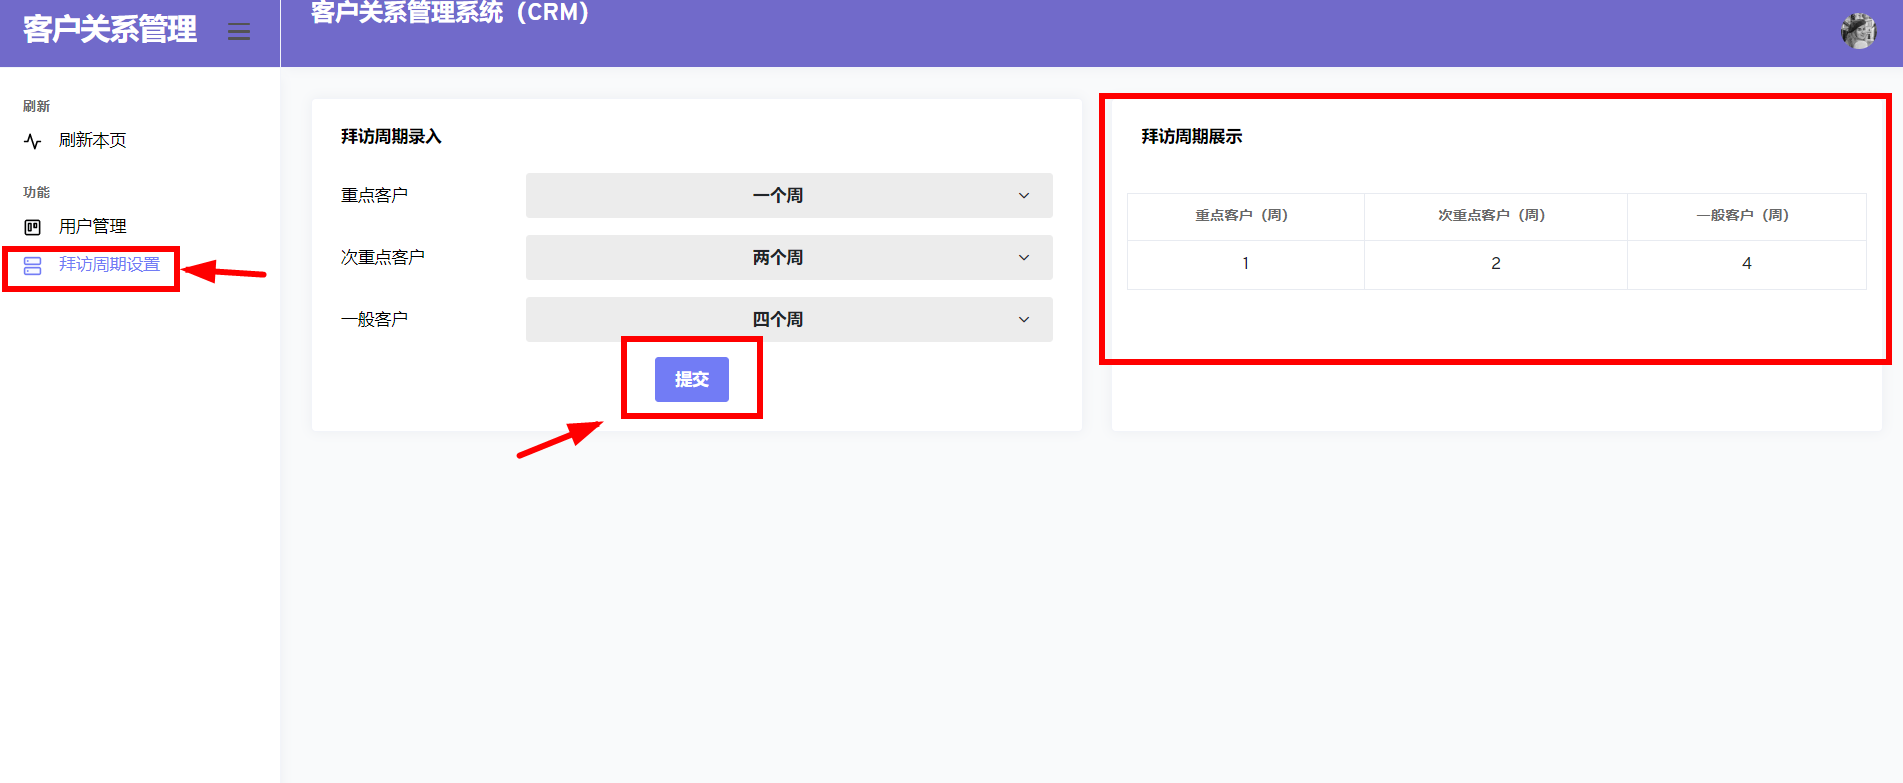 客户关系管理
客户关系管理系统（CRM）
刷新
刷新本页
功能
用户管理
拜访周期设置
拜访周期录入
重点客户
一个周
次重点客户
两个周
一般客户
四个周
提交
拜访周期展示
重点客户（周） 次重点客户（周） 一般客户（周）
1 2 4